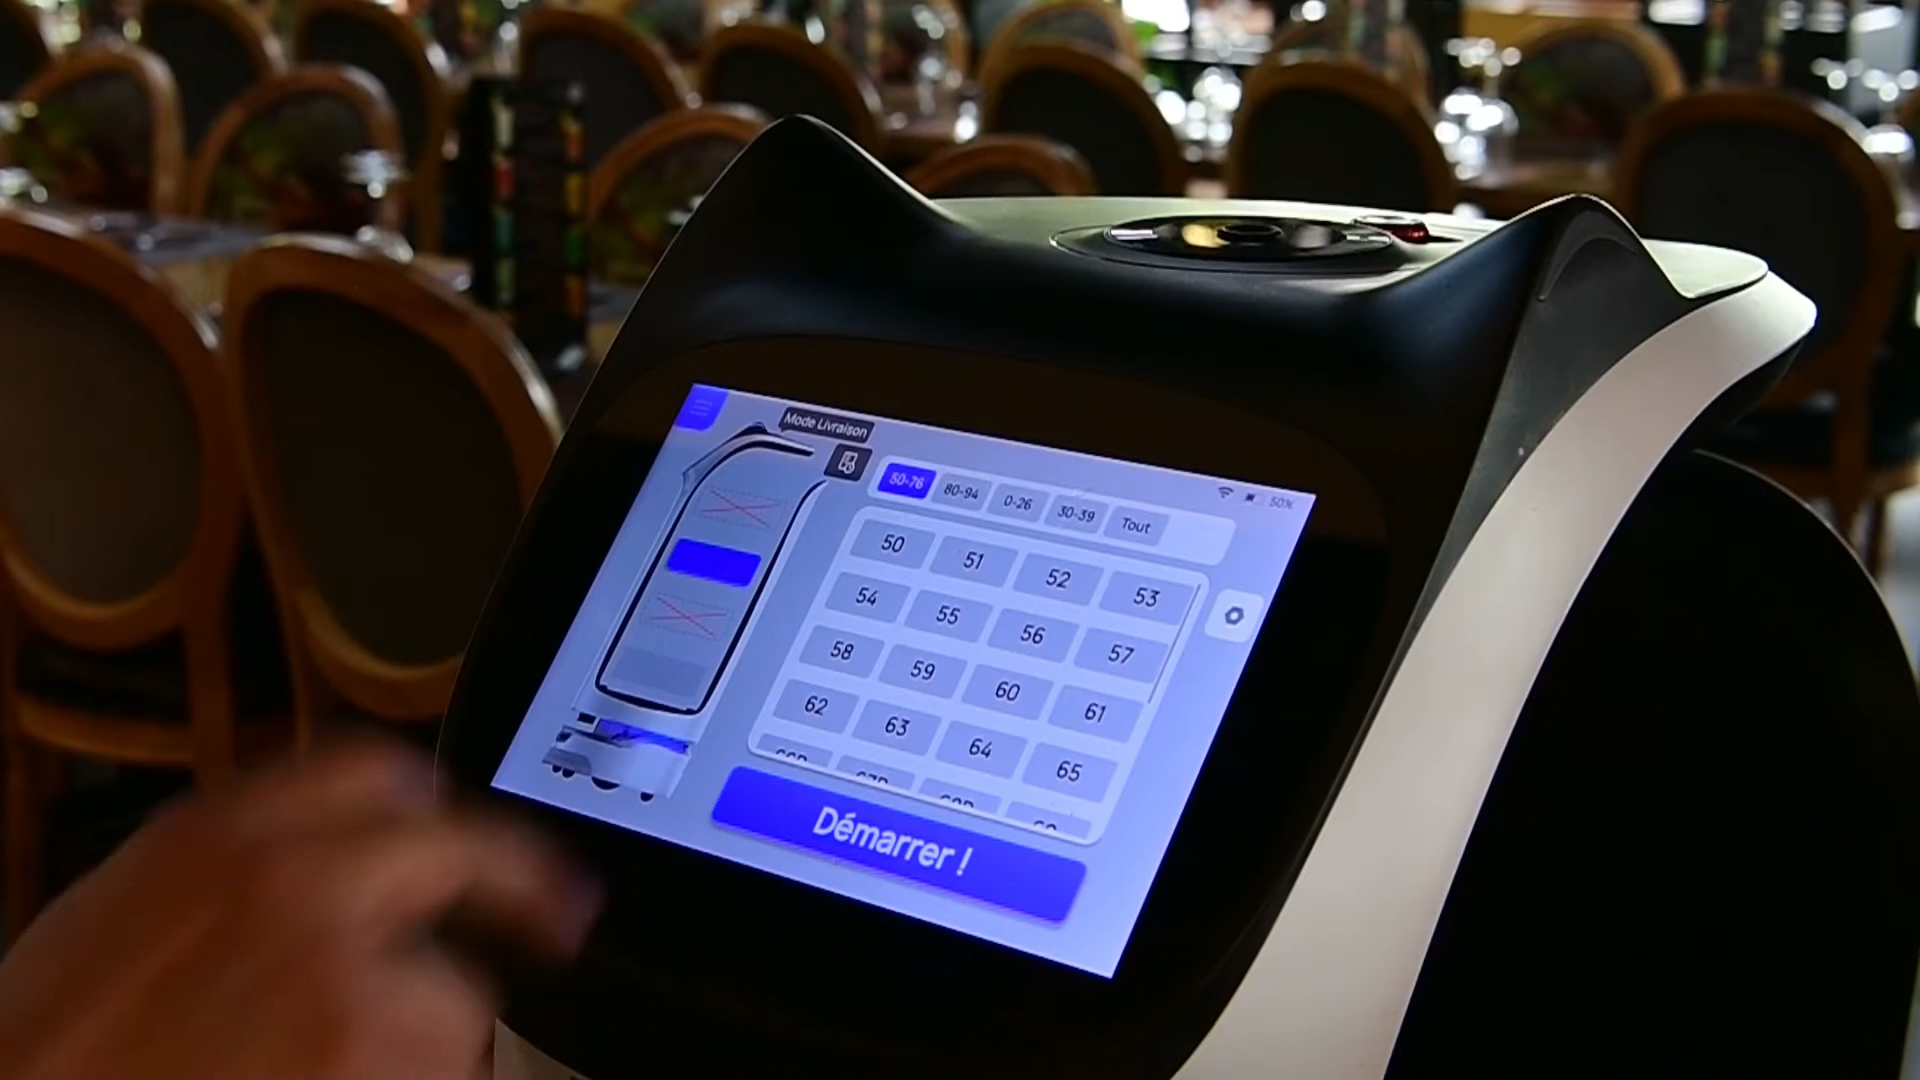 Mode Livraison
50-76 80-94 0-26 30-39 Tout
50%
50 51 52 53
54 55 56 57
58 59 60 61
62 63 64 65
Démarrer !